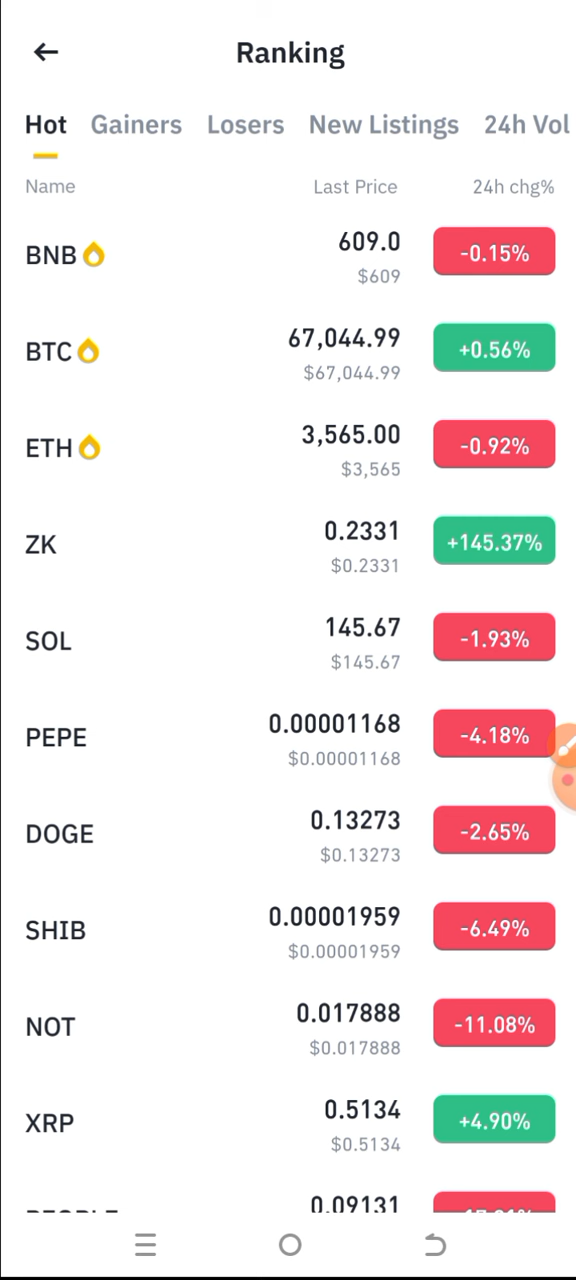 Ranking
Hot Gainers Losers New Listings 24h Vol
Name Last Price 24h chg%
BNB 609.0 -0.15%
$609
BTC 67,044.99 +0.56%
$67,044.99
ETH 3,565.00 -0.92%
$3,565
ZK 0.2331 +145.37%
$0.2331
SOL 145.67 -1.93%
$145.67
PEPE 0.00001168 -4.18%
$0.00001168
DOGE 0.13273 -2.65%
$0.13273
SHIB 0.00001959 -6.49%
$0.00001959
NOT 0.017888 -11.08%
$0.017888
XRP 0.5134 +4.90%
$0.5134
0.09131